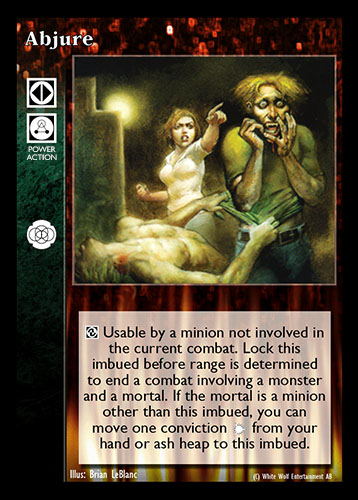 Abjure
POWER
ACTION
Usable by a minion not involved in
the current combat. Lock this
imbued before range is determined
to end a combat involving a monster
and a mortal. If the mortal is a minion
other than this imbued, you can
move one conviction from your
hand or ash heap to this imbued.
Illus: Brian LeBlanc
(C) White Wolf Entertainment AB